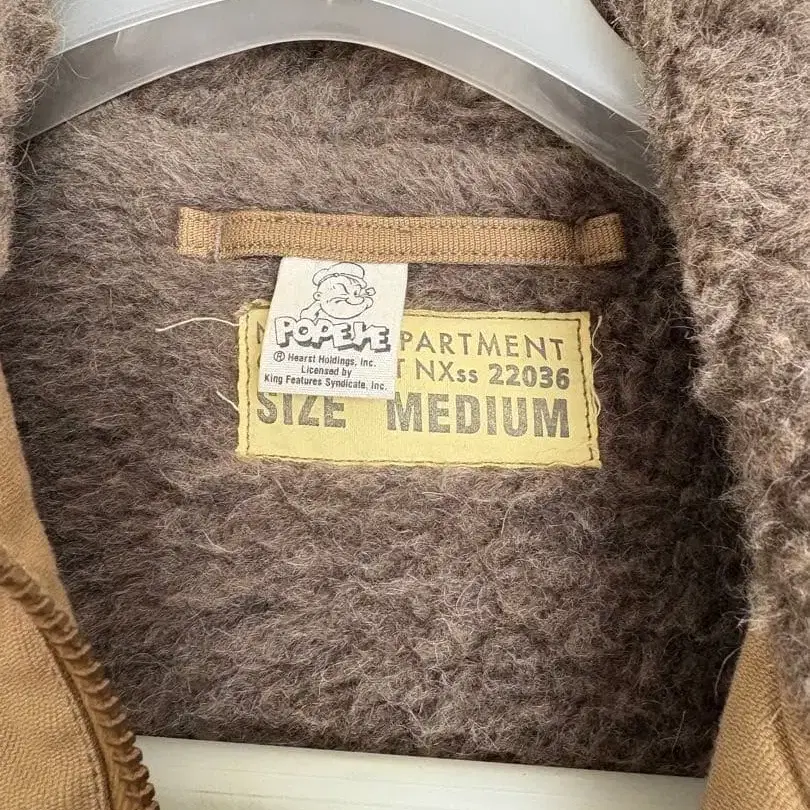 POPEYE
® Hearst Holdings, Inc.
Licensed by
King Features Syndicate, Inc.
N PARTMENT
T NXss 22036
SIZE MEDIUM